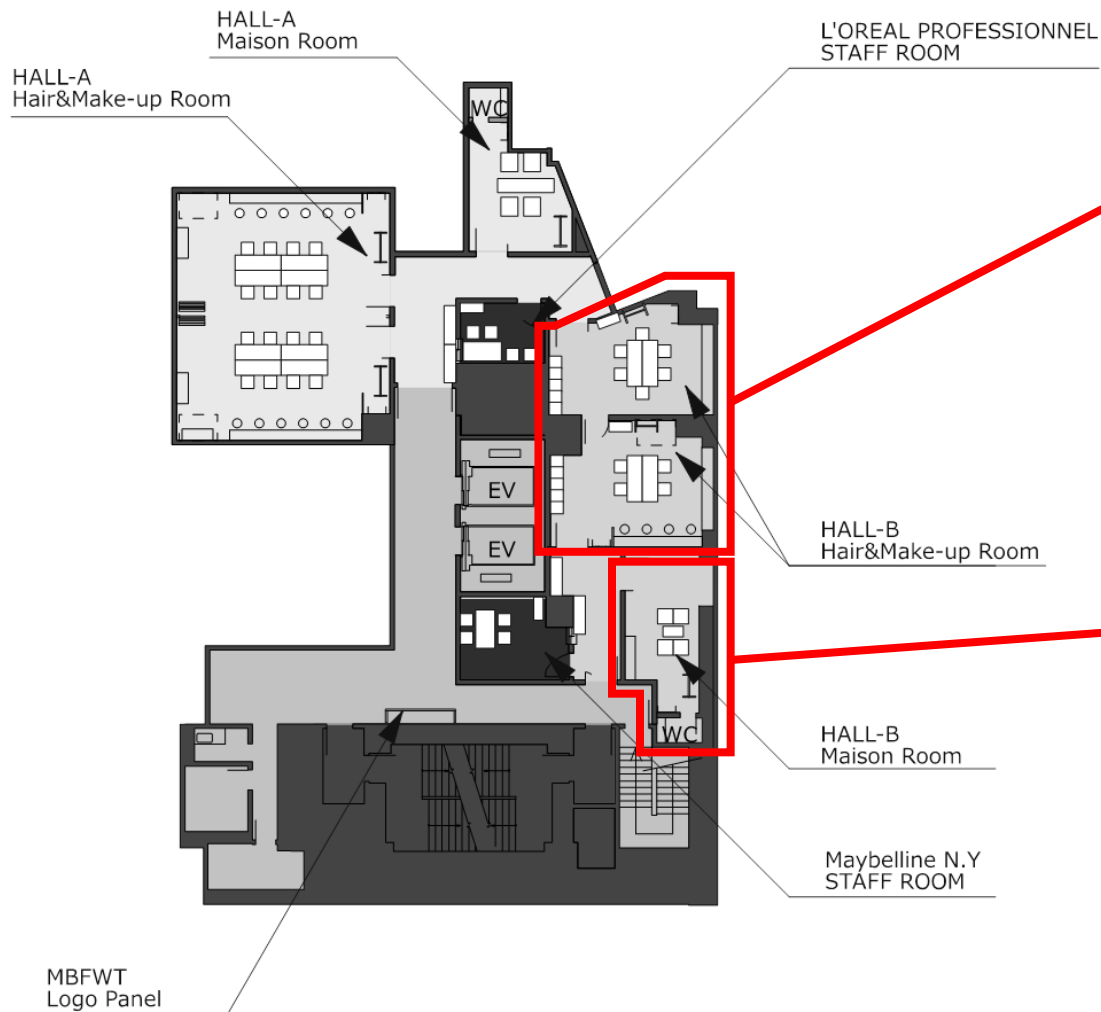 HALL-A
Maison Room
L'OREAL PROFESSIONNEL
STAFF ROOM
HALL-A
Hair&Make-up Room
WC
EV
EV
HALL-B
Hair&Make-up Room
WC
HALL-B
Maison Room
Maybelline N.Y
STAFF ROOM
MBFWT
Logo Panel